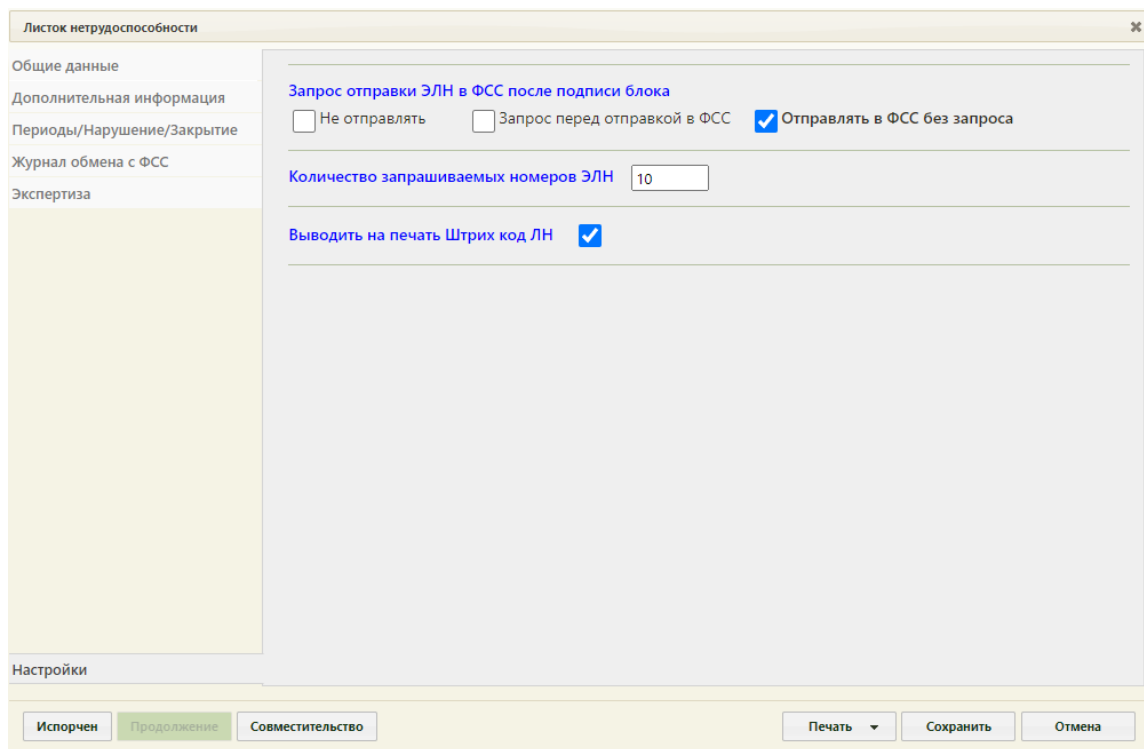 Листок нетрудоспособности
Общие данные
Дополнительная информация
Периоды/Нарушение/Закрытие
Журнал обмена с ФСС
Экспертиза
Настройки
Запрос отправки ЭЛН в ФСС после подписи блока
Не отправлять Запрос перед отправкой в ФСС Отправлять в ФСС без запроса
Количество запрашиваемых номеров ЭЛН 10
Выводить на печать Штрих код ЛН
Испорчен Продолжение Совместительство Печать Сохранить Отмена